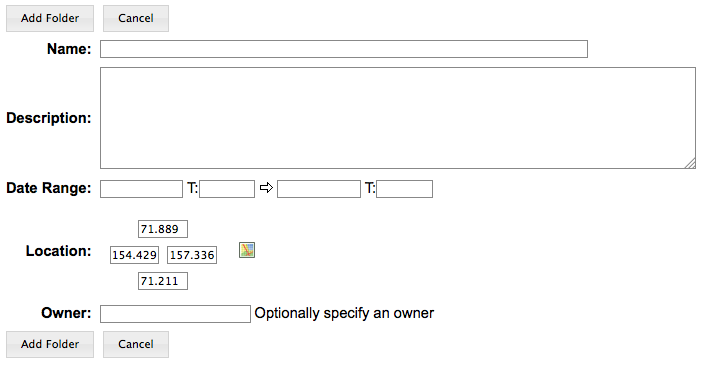 Add Folder Cancel
Name:
Description:
Date Range: T: T:
71.889
Location: 154.429 157.336
71.211
Owner: Optionally specify an owner
Add Folder Cancel